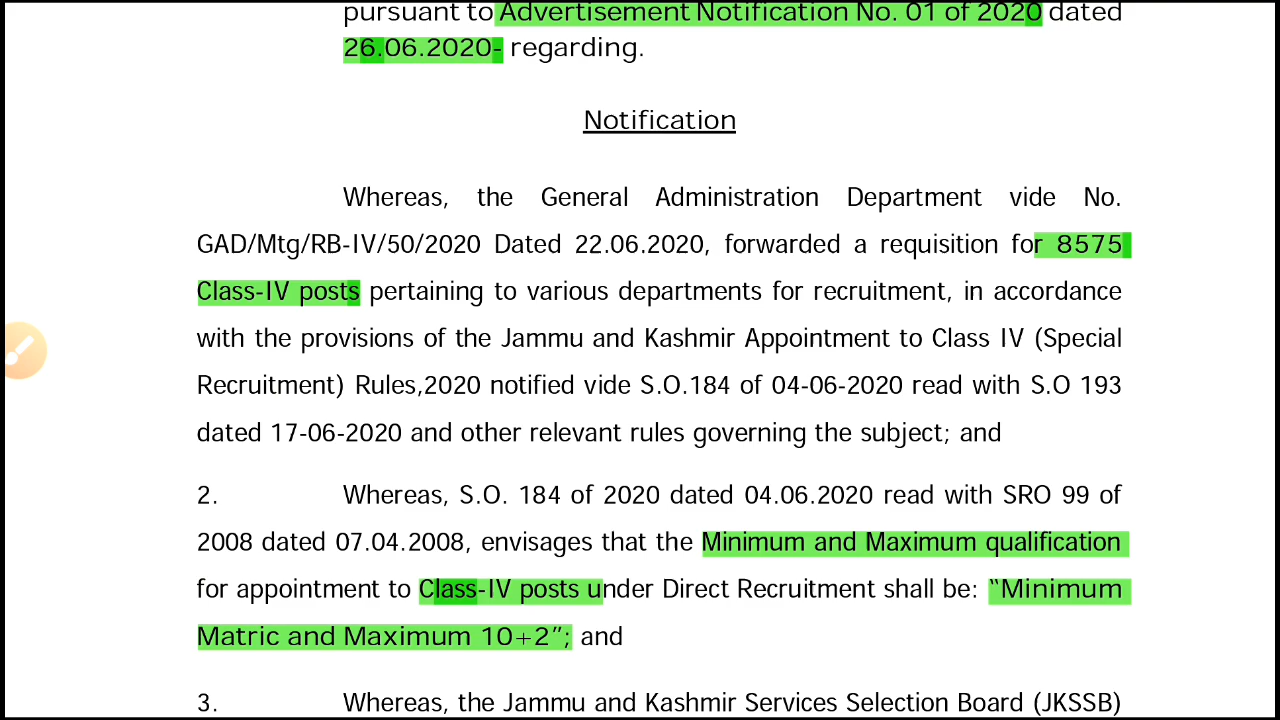 pursuant to Advertisement Notification No. 01 of 2020 dated
26.06.2020- regarding.
Notification
Whereas, the General Administration Department vide No.
GAD/Mtg/RB-IV/50/2020 Dated 22.06.2020, forwarded a requisition for 8575
Class-IV posts pertaining to various departments for recruitment, in accordance
with the provisions of the Jammu and Kashmir Appointment to Class IV (Special
Recruitment) Rules,2020 notified vide S.O.184 of 04-06-2020 read with S.O 193
dated 17-06-2020 and other relevant rules governing the subject; and
2. Whereas, S.O. 184 of 2020 dated 04.06.2020 read with SRO 99 of
2008 dated 07.04.2008, envisages that the Minimum and Maximum qualification
for appointment to Class-IV posts under Direct Recruitment shall be: “Minimum
Matric and Maximum 10+2”; and
3. Whereas, the Jammu and Kashmir Services Selection Board (JKSSB)